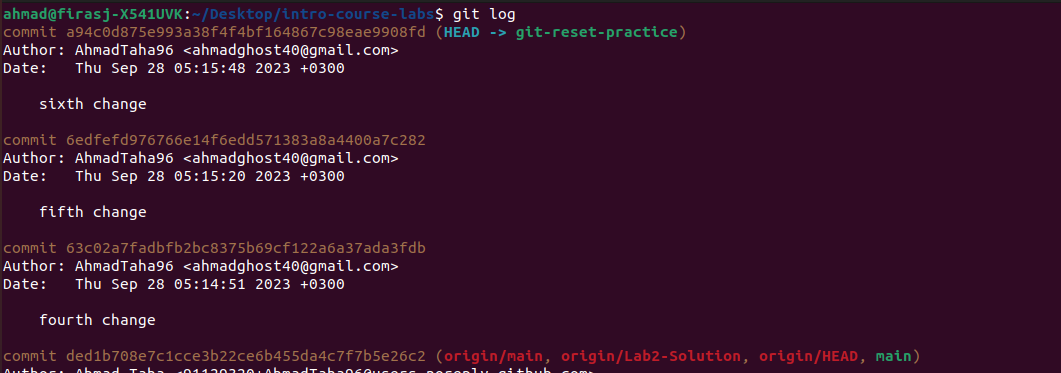 ahmad@firasj-X541UVK:~/Desktop/intro-course-labs$ git log
commit a94c0d875e993a38f4f4bf164867c98eae9908fd (HEAD -> git-reset-practice)
Author: AhmadTaha96 <ahmadghost40@gmail.com>
Date:   Thu Sep 28 05:15:48 2023 +0300
sixth change
commit 6edfefd976766e14f6edd571383a8a4400a7c282
Author: AhmadTaha96 <ahmadghost40@gmail.com>
Date:   Thu Sep 28 05:15:20 2023 +0300
fifth change
commit 63c02a7fadbfb2bc8375b69cf122a6a37ada3fdb
Author: AhmadTaha96 <ahmadghost40@gmail.com>
Date:   Thu Sep 28 05:14:51 2023 +0300
fourth change
commit ded1b708e7c1cce3b22ce6b455da4c7f7b5e26c2 (origin/main, origin/Lab2-Solution, origin/HEAD, main)
Author: Ahmad Taha